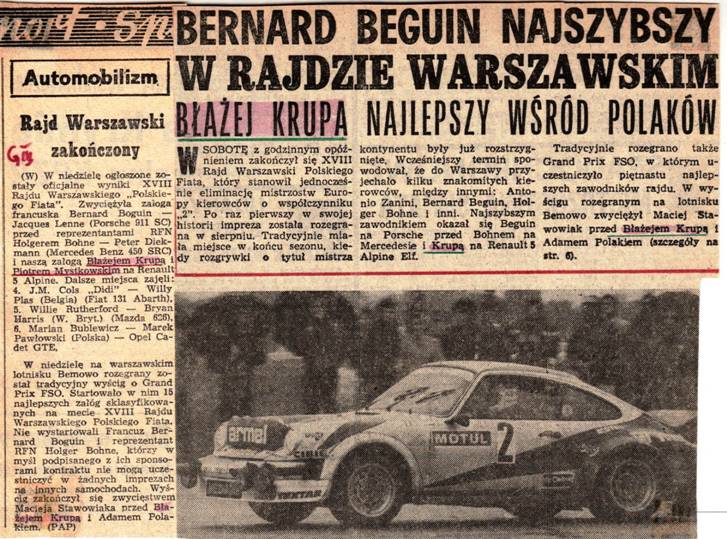 BERNARD BEGUIN NAJSZYBSZY
W RAJDZIE WARSZAWSKIM
BŁAŻEJ KRUPA NAJLEPSZY WŚRÓD POLAKÓW
W SOBOTĘ z godzinnym opóź-
nieniem zakończył się XVIII
Rajd Warszawski Polskiego
Fiata, który stanowił jednocześ-
nie eliminację mistrzostw Euro-
py kierowców o współczynniku
„2”. Po raz pierwszy w swojej
historii impreza została rozegra-
na w sierpniu. Tradycyjnie mia-
ła miejsce w końcu sezonu, kie-
dy rozgrywki o tytuł mistrza
kontynentu były już rozstrzyg-
nięte. Wcześniejszy termin spo-
wodował, że do Warszawy przy-
jechało kilku znakomitych kie-
rowców, między innymi: Anto-
nio Zanini, Bernard Beguin, Hol-
ger Bohne i inni. Najszybszym
zawodnikiem okazał się Beguin
na Porsche przed Bohnem na
Mercedesie i Krupą na Renault 5
Alpine Elf.
Tradycyjnie rozegrano także
Grand Prix FSO, w którym u-
czestniczyło piętnastu najlep-
szych zawodników rajdu. W wy-
ścigu rozegranym na lotnisku
Bemowo zwyciężył Maciej Sta-
wowiak przed Błażejem Krupą i
Adamem Polakiem (szczegóły na
str. 6).
Automobilizm
Rajd Warszawski
zakończony
(W) W niedzielę ogłoszone zo-
stały oficjalne wyniki XVIII
Rajdu Warszawskiego „Polskie-
go Fiata”. Zwyciężyła załoga
francuska Bernard Boguin —
Jacques Lenne (Porsche 911 SC)
przed reprezentantami RFN
Holgerem Bohne — Peter Diek-
mann (Mercedes Benz 450 SRC)
i naszą załogą Błażejem Krupą i
Piotrem Mystkowskim na Renault
5 Alpine. Dalsze miejsca zajęli:
4. J.M. Cols „Didi” — Willy
Plas (Belgia) (Fiat 131 Abarth),
5. Willie Rutherford — Bryan
Harris (W. Bryt.) (Mazda 626),
6. Marian Bublewicz — Marek
Pawłowski (Polska) — Opel Ca-
det GTE,
W niedzielę na warszawskim
lotnisku Bemowo rozegrany zo-
stał tradycyjny wyścig o Grand
Prix FSO. Startowało w nim 15
najlepszych załóg sklasyfikowa-
nych na mecie XVIII Rajdu
Warszawskiego Polskiego Fiata.
Nie wystartowali Francuz Ber-
nard Boguin i reprezentant
RFN Holger Bohne, którzy w
myśl podpisanego z ich sponso-
rami kontraktu nie mogą ucze-
stniczyć w żadnych imprezach
na innych samochodach. Wyś-
cig zakończył się zwycięstwem
Macieja Stawowiaka przed Bła-
żejem Krupą i Adamem Pola-
kiem. (PAP)
armel
MOTUL
2